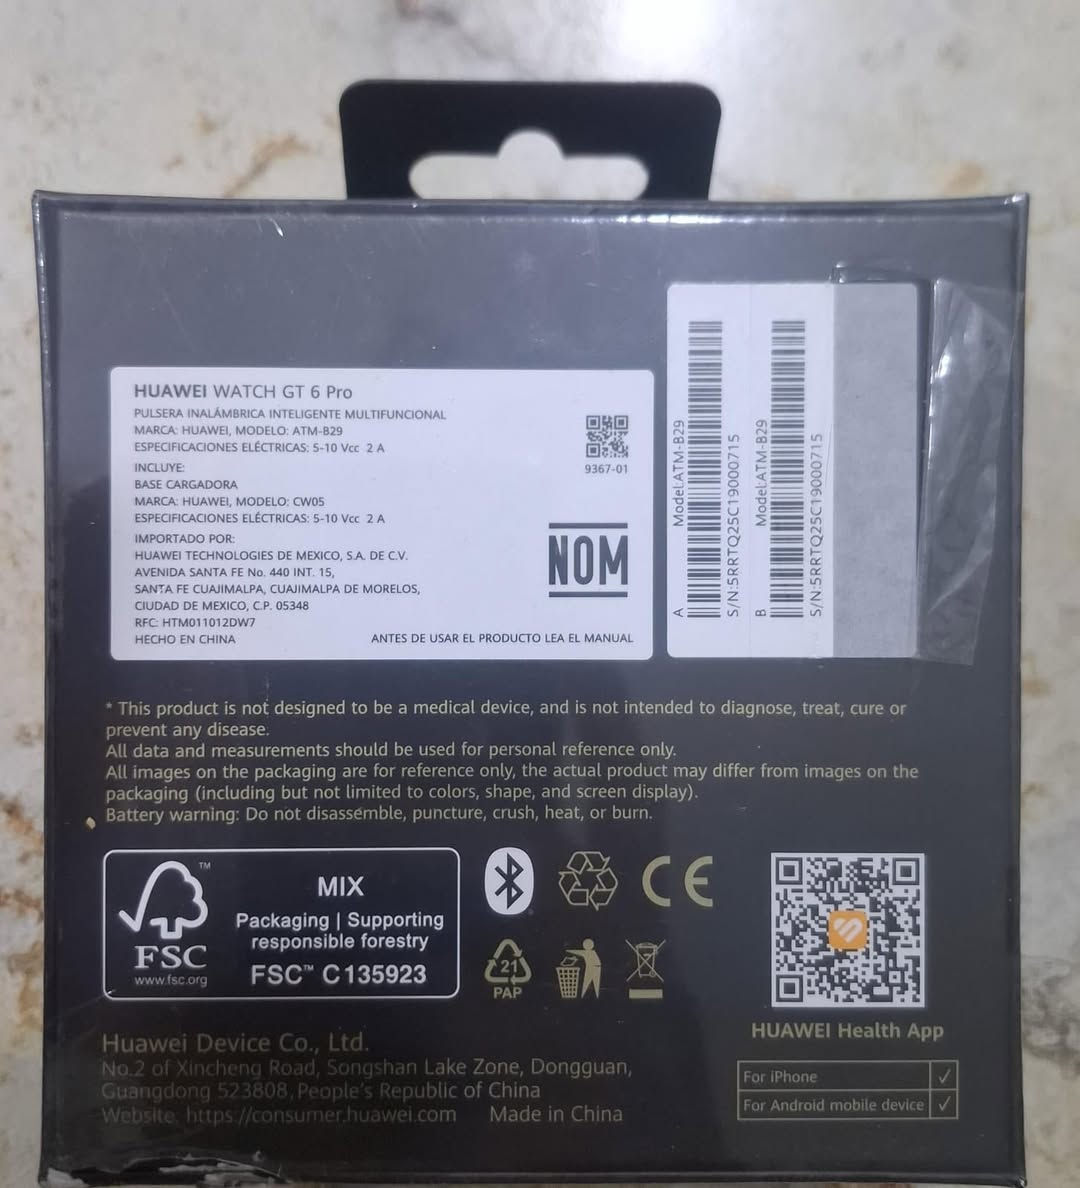 HUAWEI WATCH GT 6 Pro
PULSERA INALÁMBRICA INTELIGENTE MULTIFUNCIONAL
MARCA: HUAWEI, MODELO: ATM-B29
ESPECIFICACIONES ELÉCTRICAS: 5-10 Vcc 2 A
INCLUYE:
BASE CARGADORA
MARCA: HUAWEI, MODELO: CW05
ESPECIFICACIONES ELÉCTRICAS: 5-10 Vcc 2 A
IMPORTADO POR:
HUAWEI TECHNOLOGIES DE MEXICO, S.A. DE C.V.
AVENIDA SANTA FE No. 440 INT. 15,
SANTA FE CUAJIMALPA, CUAJIMALPA DE MORELOS,
CIUDAD DE MEXICO, C.P. 05348
RFC: HTM011012DW7
HECHO EN CHINA
ANTES DE USAR EL PRODUCTO LEA EL MANUAL
9367-01
NOM
A
Model:ATM-B29
S/N:5RRTQ25C19000715
B
Model:ATM-B29
S/N:5RRTQ25C19000715
* This product is not designed to be a medical device, and is not intended to diagnose, treat, cure or
prevent any disease.
All data and measurements should be used for personal reference only.
All images on the packaging are for reference only, the actual product may differ from images on the
packaging (including but not limited to colors, shape, and screen display).
Battery warning: Do not disassemble, puncture, crush, heat, or burn.
™
FSC
www.fsc.org
MIX
Packaging | Supporting
responsible forestry
FSC™ C135923
CE
21
PAP
HUAWEI Health App
For iPhone ✓
For Android mobile device ✓
Huawei Device Co., Ltd.
No.2 of Xincheng Road, Songshan Lake Zone, Dongguan,
Guangdong 523808, People's Republic of China
Website: https://consumer.huawei.com Made in China